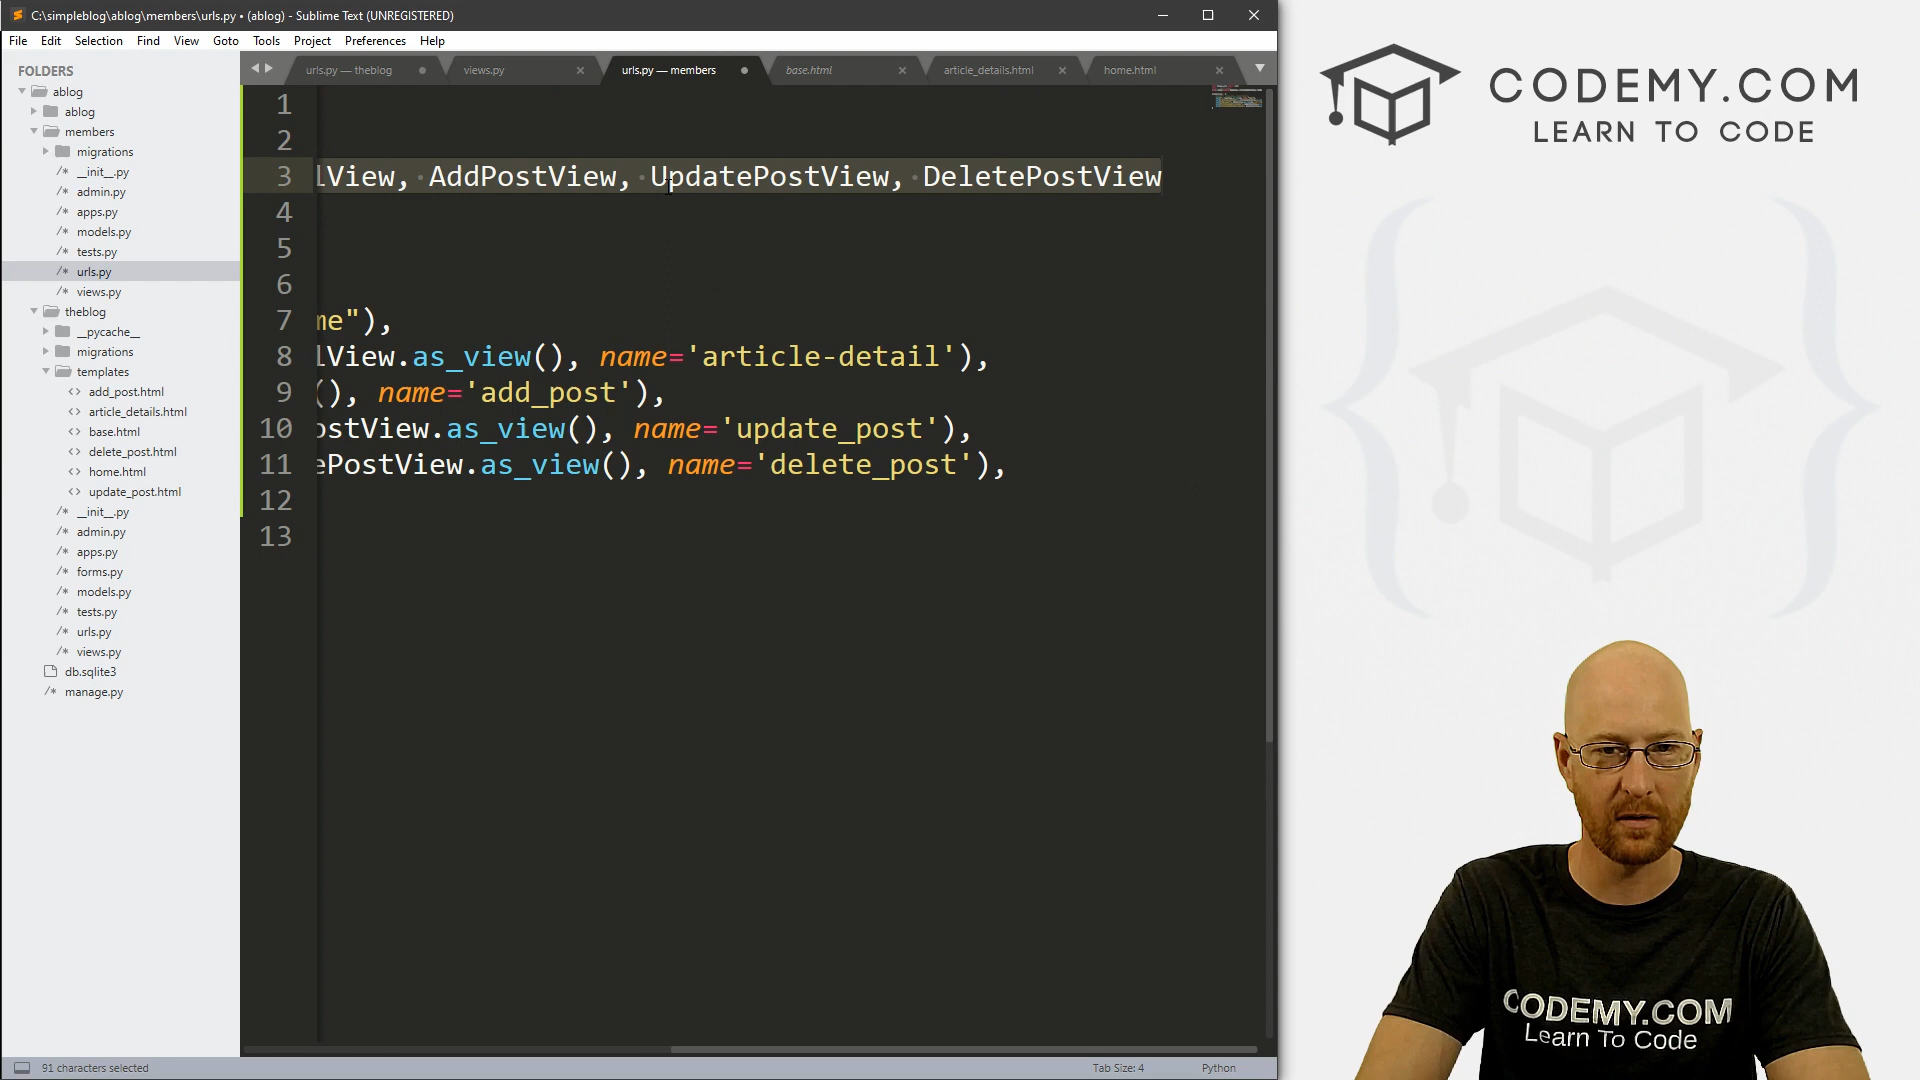 C:\simpleblog\ablog\members\urls.py • (ablog) - Sublime Text (UNREGISTERED)
File Edit Selection Find View Goto Tools Project Preferences Help
FOLDERS
ablog
ablog
members
migrations
__init__.py
admin.py
apps.py
models.py
tests.py
urls.py
views.py
theblog
__pycache__
migrations
templates
add_post.html
article_details.html
base.html
delete_post.html
home.html
update_post.html
__init__.py
admin.py
apps.py
forms.py
models.py
tests.py
urls.py
views.py
db.sqlite3
manage.py
urls.py — theblog
views.py
urls.py — members
base.html
article_details.html
home.html
1
2
3 lView, AddPostView, UpdatePostView, DeletePostView
4
5
6
7 me"),
8 lView.as_view(), name='article-detail'),
9 (), name='add_post'),
10 ostView.as_view(), name='update_post'),
11 ePostView.as_view(), name='delete_post'),
12
13
91 characters selected
Tab Size: 4
Python
CODEMY.COM
LEARN TO CODE
CODEMY.COM
Learn To Code